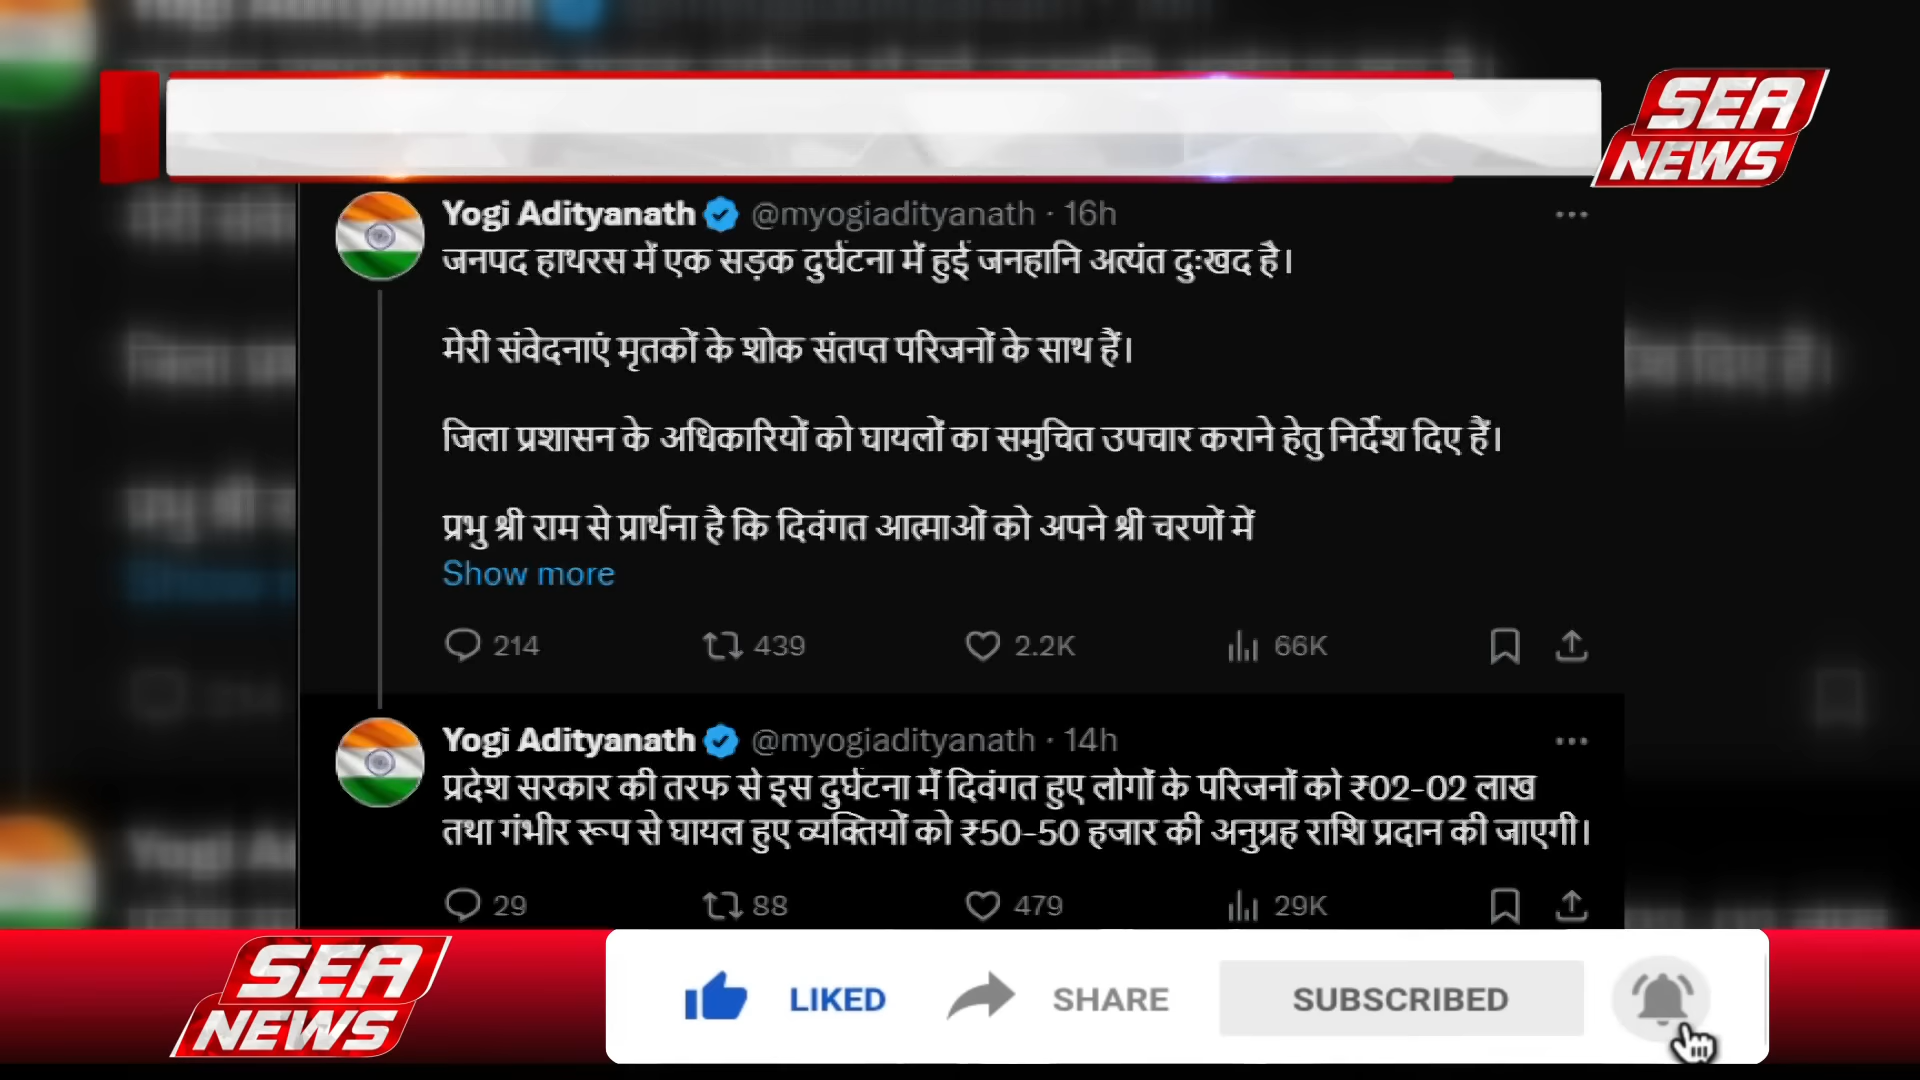 SEA
NEWS
Yogi Adityanath @myogiadityanath · 16h
जनपद हाथरस में एक सड़क दुर्घटना में हुई जनहानि अत्यंत दुःखद है।
मेरी संवेदनाएं मृतकों के शोक संतप्त परिजनों के साथ हैं।
जिला प्रशासन के अधिकारियों को घायलों का समुचित उपचार कराने हेतु निर्देश दिए हैं।
प्रभु श्री राम से प्रार्थना है कि दिवंगत आत्माओं को अपने श्री चरणों में
Show more
214 439 2.2K 66K
Yogi Adityanath @myogiadityanath · 14h
प्रदेश सरकार की तरफ से इस दुर्घटना में दिवंगत हुए लोगों के परिजनों को ₹02-02 लाख
तथा गंभीर रूप से घायल हुए व्यक्तियों को ₹50-50 हजार की अनुग्रह राशि प्रदान की जाएगी।
29 88 479 29K
SEA
NEWS
LIKED SHARE SUBSCRIBED